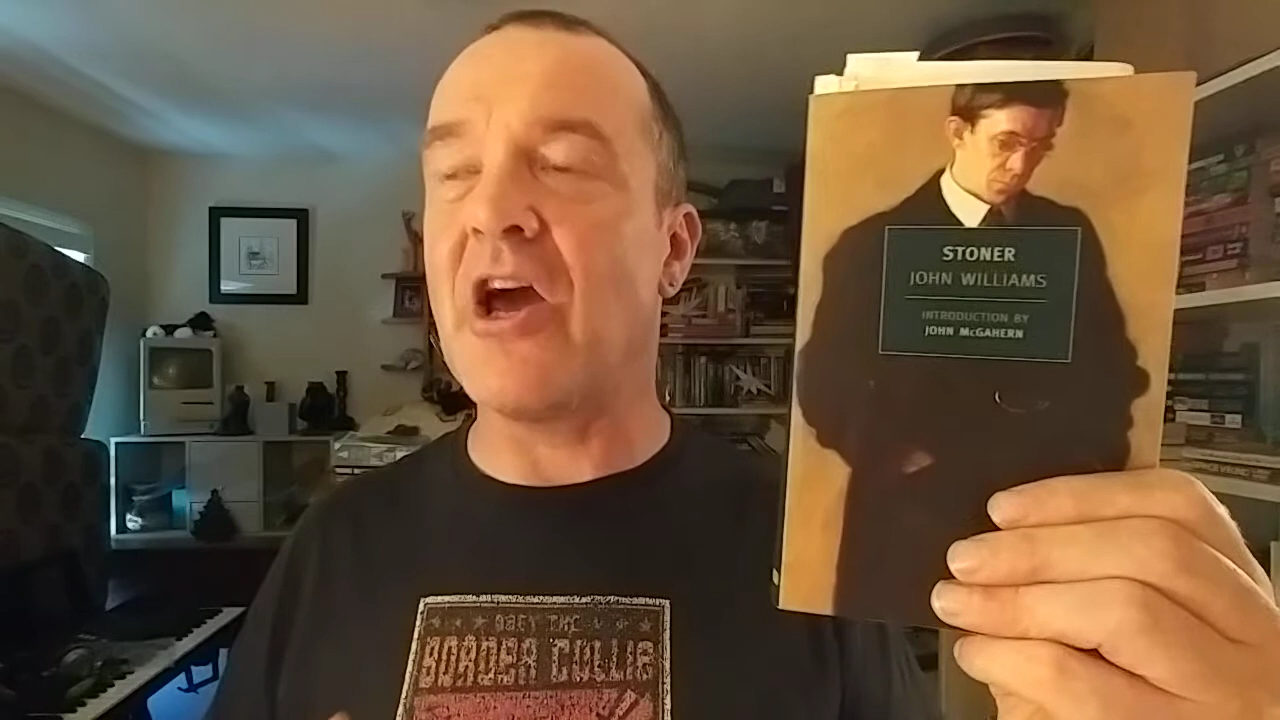 STONER
JOHN WILLIAMS
INTRODUCTION BY
JOHN McGAHERN
OBEY THE
BORDER COLLIE